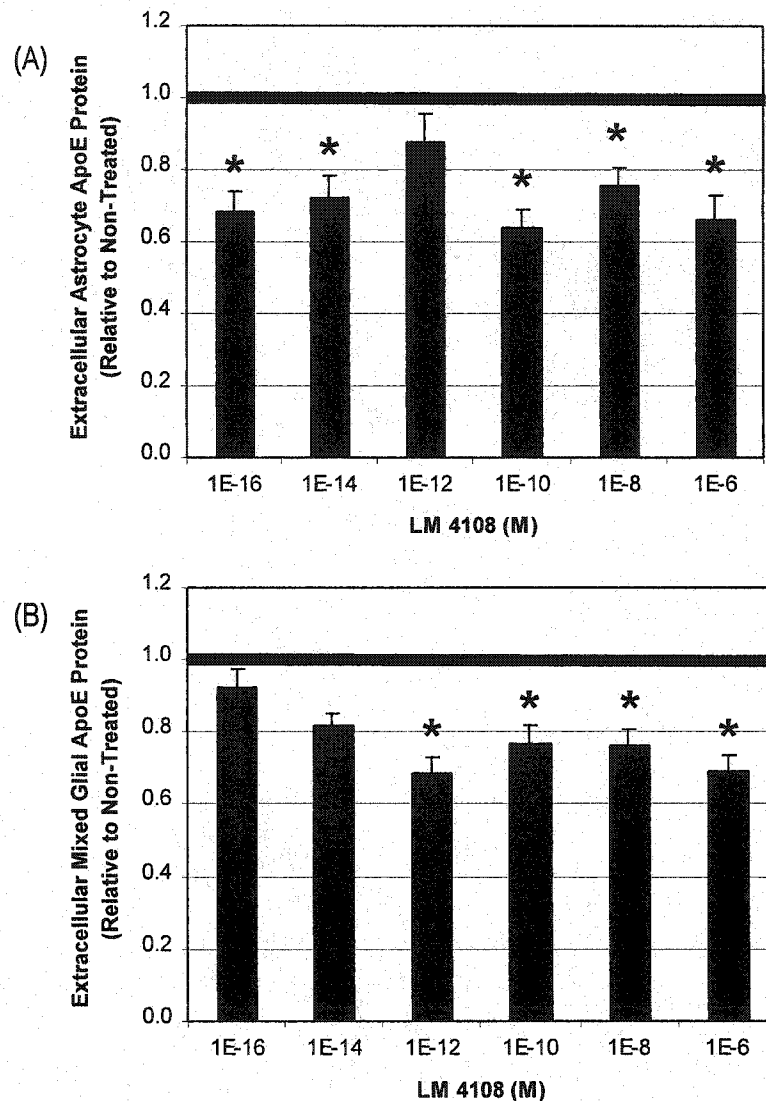 (A)
Extracellular Astrocyte ApoE Protein
(Relative to Non-Treated)
1.2
1.0
0.8
0.6
0.4
0.2
0.0
* * * * *
1E-16 1E-14 1E-12 1E-10 1E-8 1E-6
LM 4108 (M)
(B)
Extracellular Mixed Glial ApoE Protein
(Relative to Non-Treated)
1.2
1.0
0.8
0.6
0.4
0.2
0.0
* * * *
1E-16 1E-14 1E-12 1E-10 1E-8 1E-6
LM 4108 (M)